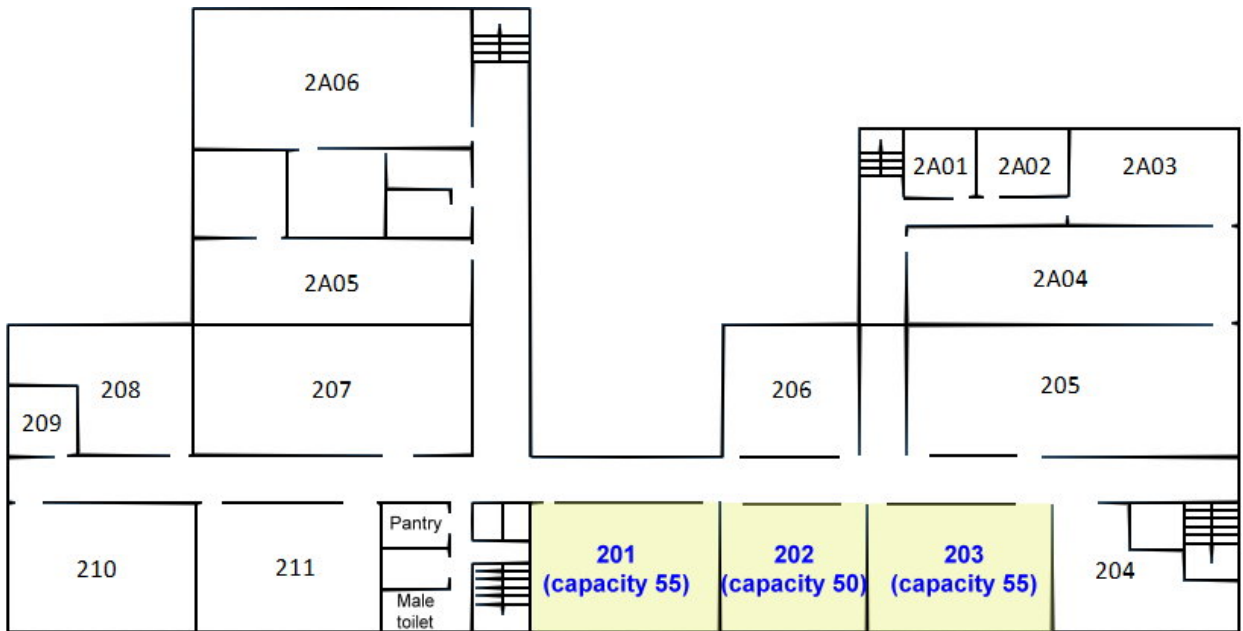 2A06
2A01
2A02
2A03
2A05
2A04
208
207
206
205
209
Pantry
210
211
201
(capacity 55)
202
(capacity 50)
203
(capacity 55)
204
Male
toilet